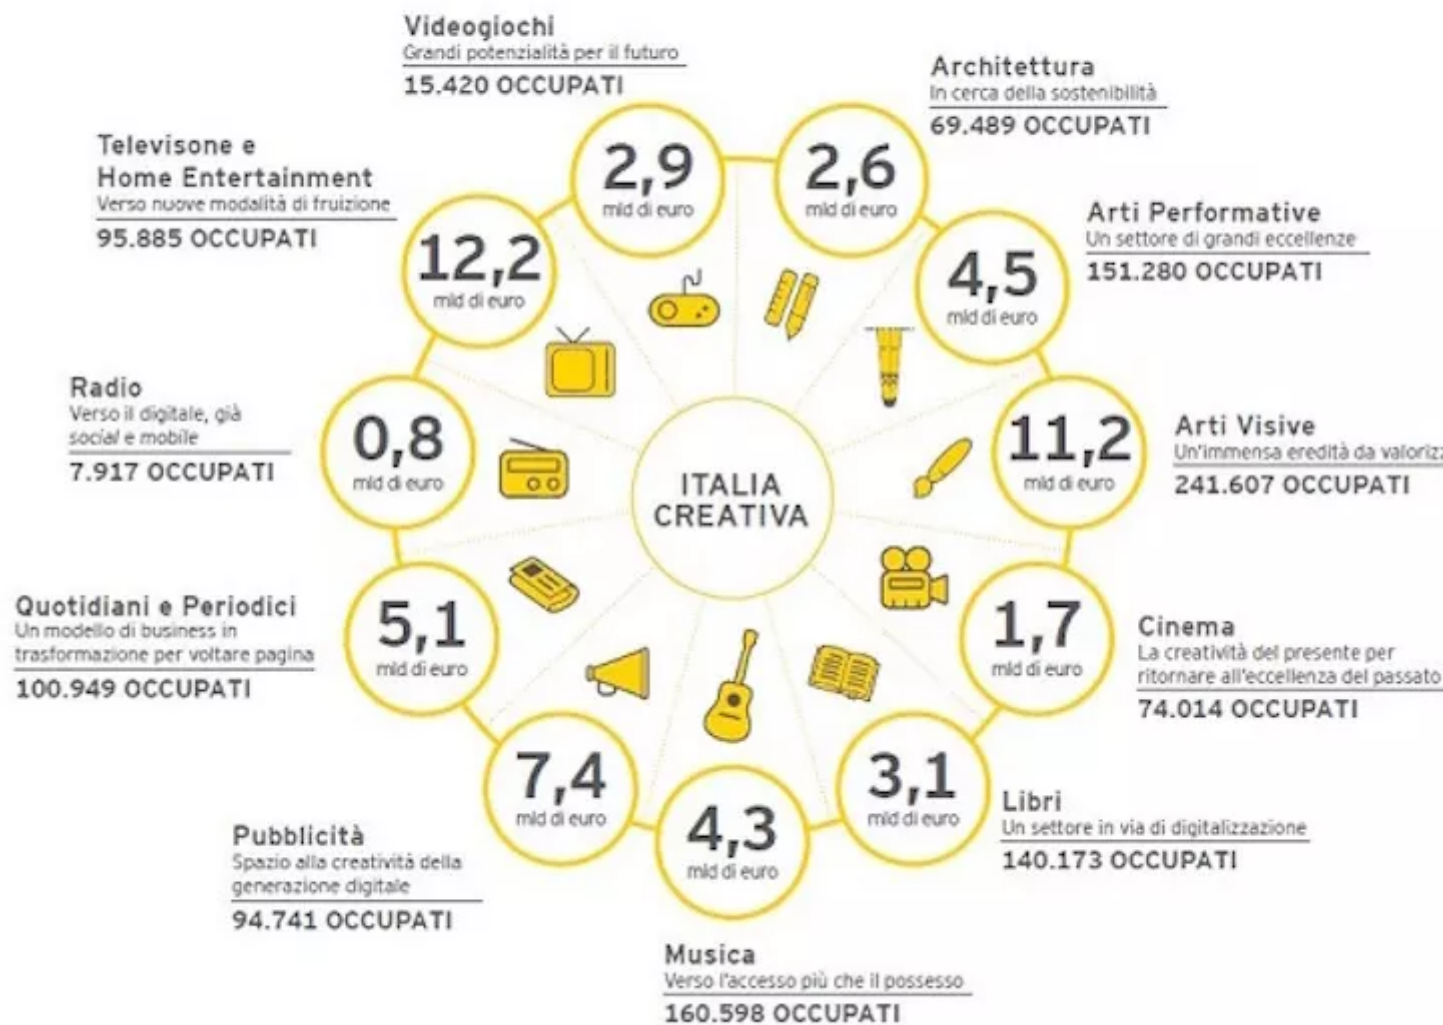 Videogiochi
Grandi potenzialità per il futuro
15.420 OCCUPATI
2,9
mld di euro
Architettura
In cerca della sostenibilità
69.489 OCCUPATI
2,6
mld di euro
Arti Performative
Un settore di grandi eccellenze
151.280 OCCUPATI
4,5
mld di euro
Arti Visive
Un'immensa eredità da valorizz
241.607 OCCUPATI
11,2
mld di euro
Cinema
La creatività del presente per
ritornare all'eccellenza del passato
74.014 OCCUPATI
1,7
mld di euro
Libri
Un settore in via di digitalizzazione
140.173 OCCUPATI
3,1
mld di euro
Musica
Verso l'accesso più che il possesso
160.598 OCCUPATI
4,3
mld di euro
Pubblicità
Spazio alla creatività della
generazione digitale
94.741 OCCUPATI
7,4
mld di euro
Quotidiani e Periodici
Un modello di business in
trasformazione per voltare pagina
100.949 OCCUPATI
5,1
mld di euro
Radio
Verso il digitale, già
social e mobile
7.917 OCCUPATI
0,8
mld di euro
Televisone e
Home Entertainment
Verso nuove modalità di fruizione
95.885 OCCUPATI
12,2
mld di euro
ITALIA
CREATIVA